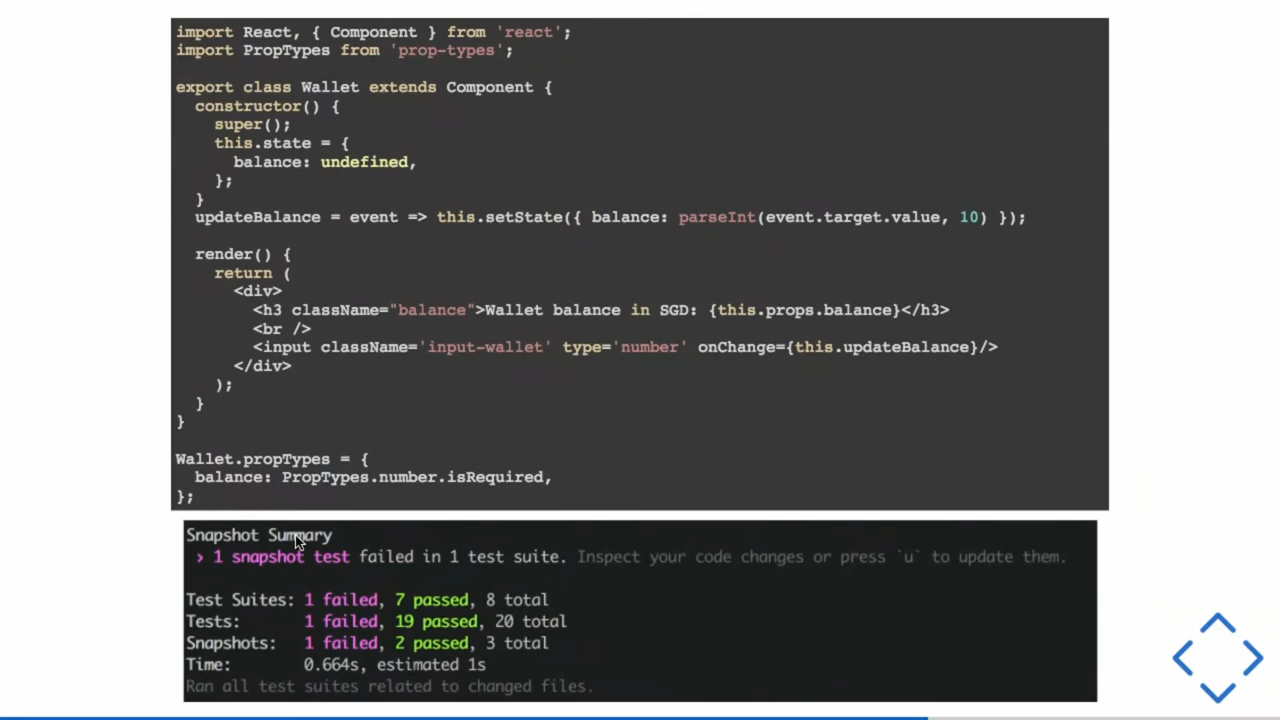 import React, { Component } from 'react';
import PropTypes from 'prop-types';
export class Wallet extends Component {
constructor() {
super();
this.state = {
balance: undefined,
};
}
updateBalance = event => this.setState({ balance: parseInt(event.target.value, 10) });
render() {
return (
<div>
<h3 className="balance">Wallet balance in SGD: {this.props.balance}</h3>
<br />
<input className='input-wallet' type='number' onChange={this.updateBalance}/>
</div>
);
}
}
Wallet.propTypes = {
balance: PropTypes.number.isRequired,
};
Snapshot Summary
› 1 snapshot test failed in 1 test suite. Inspect your code changes or press `u` to update them.
Test Suites: 1 failed, 7 passed, 8 total
Tests: 1 failed, 19 passed, 20 total
Snapshots: 1 failed, 2 passed, 3 total
Time: 0.664s, estimated 1s
Ran all test suites related to changed files.